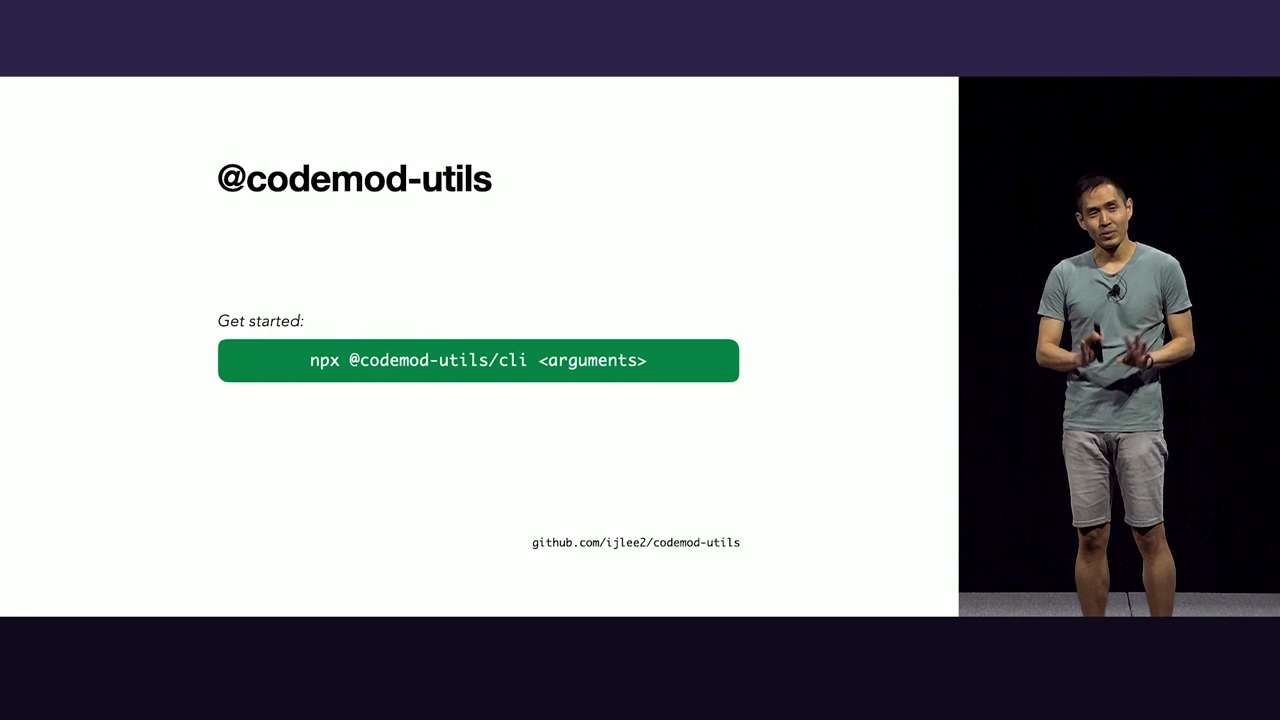 @codemod-utils
Get started:
npx @codemod-utils/cli <arguments>
github.com/ijlee2/codemod-utils